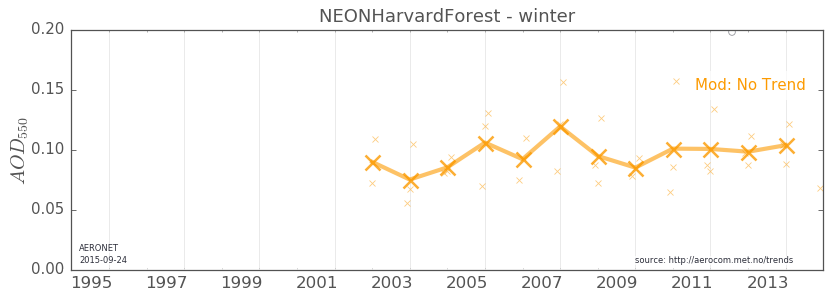 NEONHarvardForest - winter
0.20
0.15
0.10
0.05
0.00
AOD550
Mod: No Trend
AERONET
2015-09-24
source: http://aerocom.met.no/trends
1995 1997 1999 2001 2003 2005 2007 2009 2011 2013